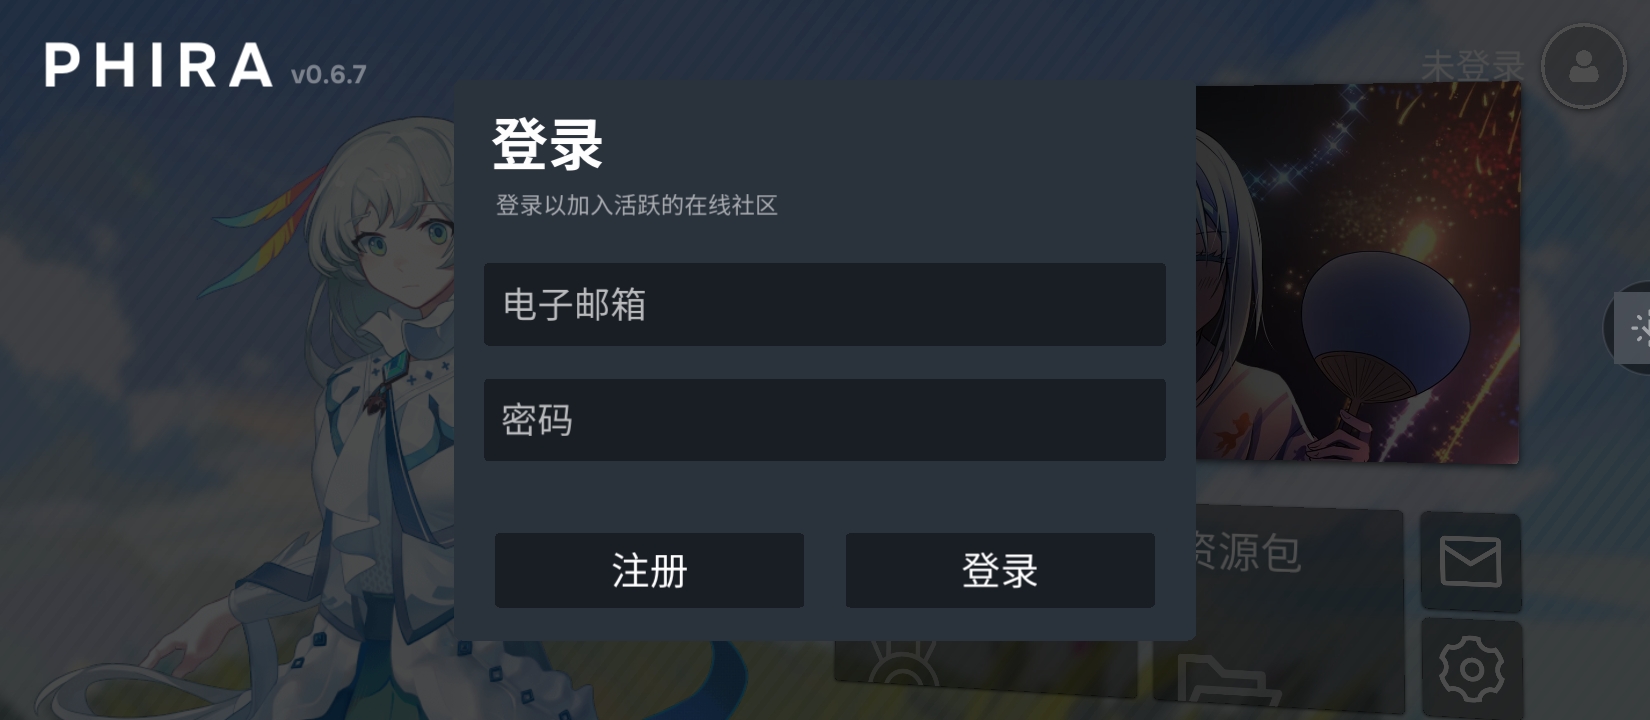 PHIRA v0.6.7
未登录
登录
登录以加入活跃的在线社区
电子邮箱
密码
注册 登录
资源包